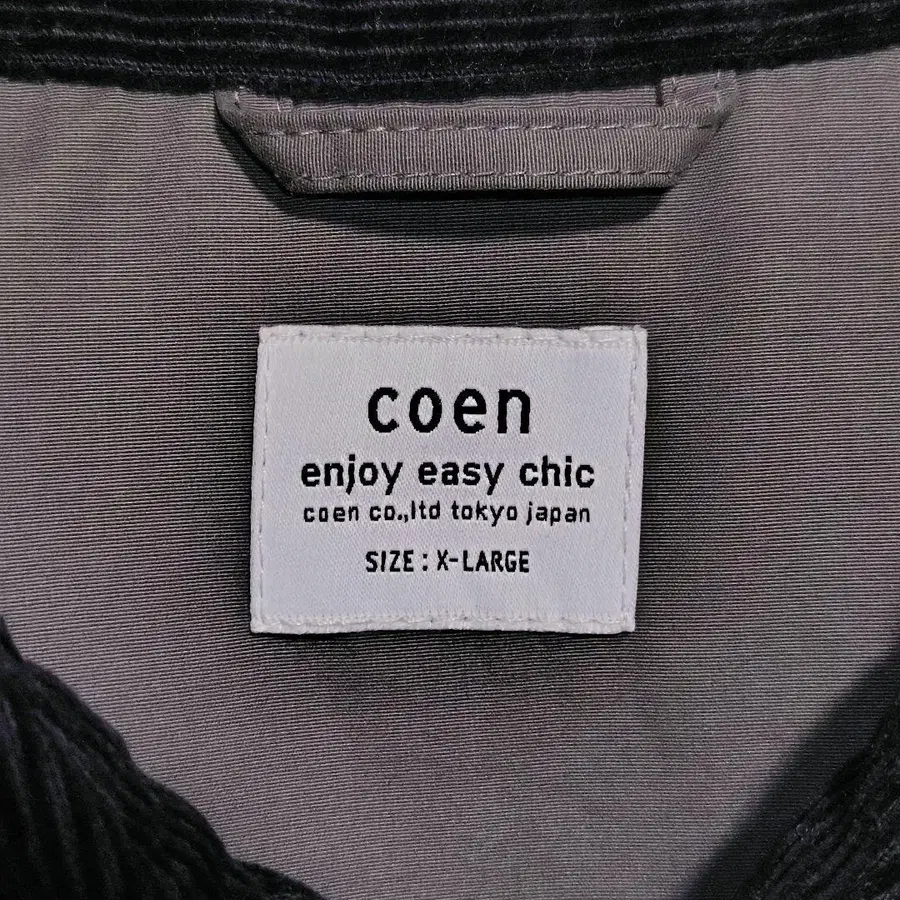 coen
enjoy easy chic
coen co.,ltd tokyo japan
SIZE : X-LARGE